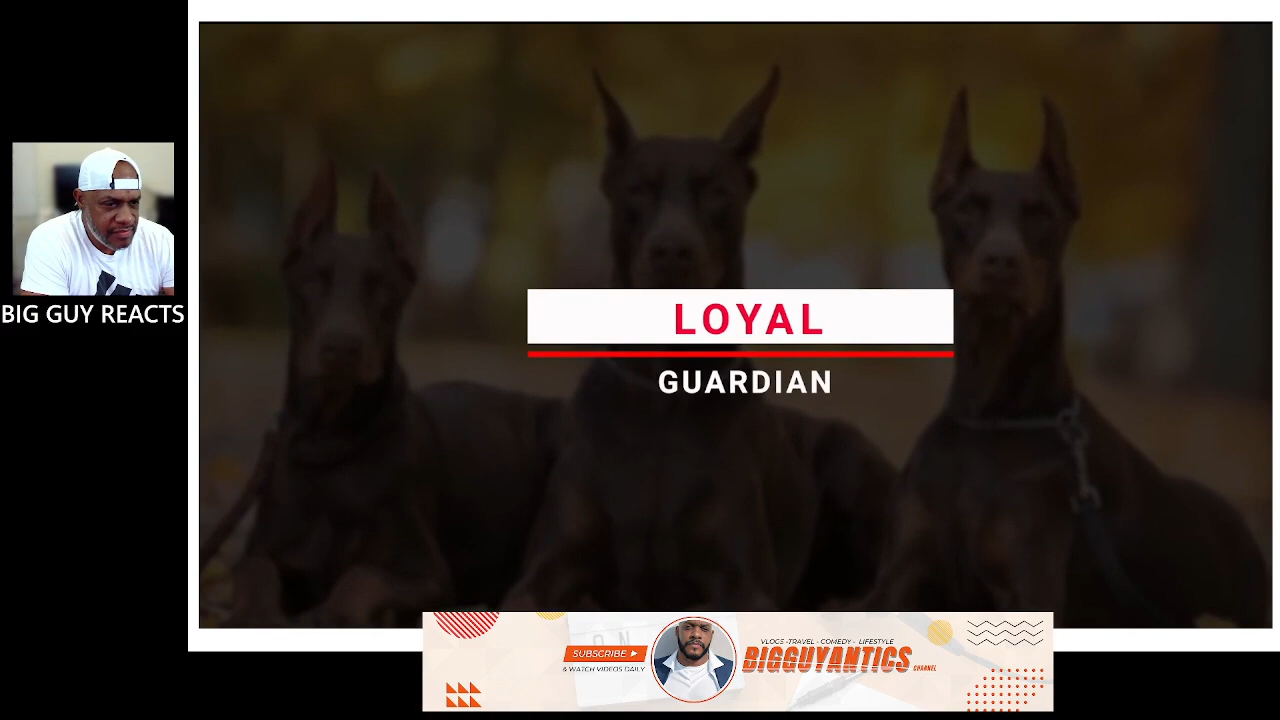 BIG GUY REACTS
LOYAL
GUARDIAN
SUBSCRIBE
& WATCH VIDEOS DAILY
VLOGS -TRAVEL - COMEDY - LIFESTYLE
BIGGUYANTICS
CHANNEL